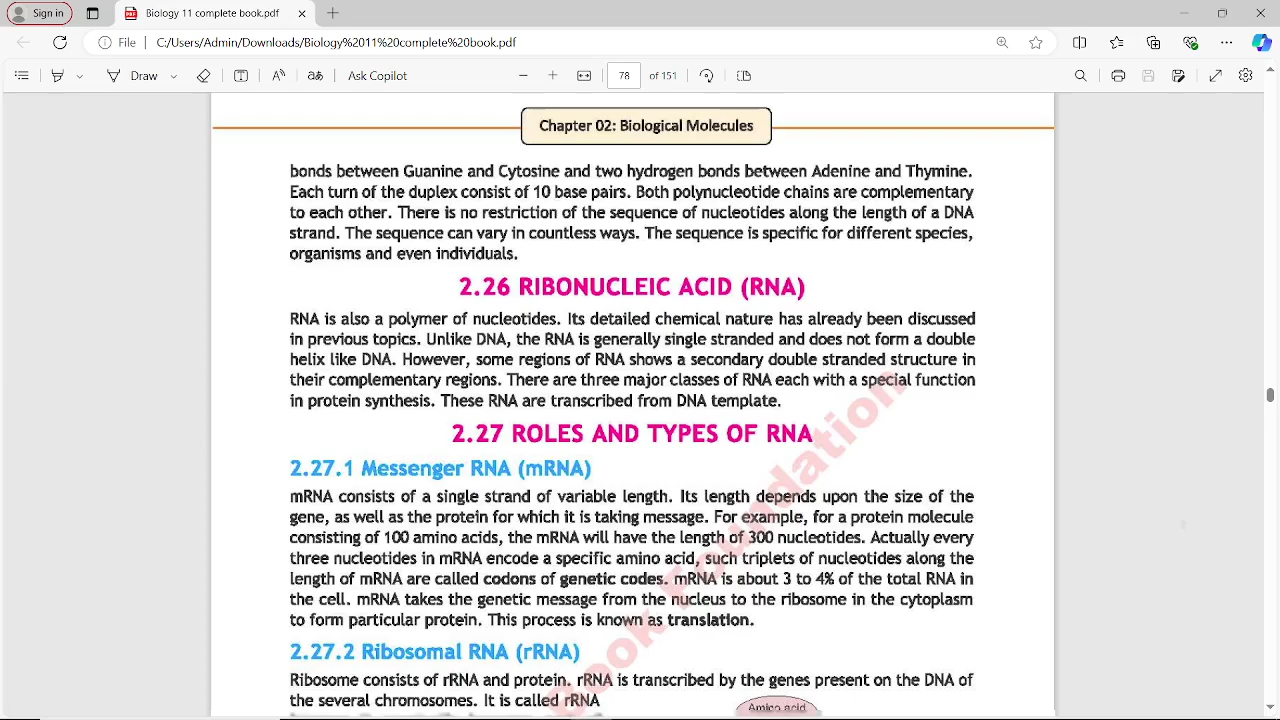 Sign in
Biology 11 complete book.pdf
File
C:/Users/Admin/Downloads/Biology%2011%20complete%20book.pdf
Draw
Ask Copilot
78
of 151
Chapter 02: Biological Molecules
bonds between Guanine and Cytosine and two hydrogen bonds between Adenine and Thymine.
Each turn of the duplex consist of 10 base pairs. Both polynucleotide chains are complementary
to each other. There is no restriction of the sequence of nucleotides along the length of a DNA
strand. The sequence can vary in countless ways. The sequence is specific for different species,
organisms and even individuals.
2.26 RIBONUCLEIC ACID (RNA)
RNA is also a polymer of nucleotides. Its detailed chemical nature has already been discussed
in previous topics. Unlike DNA, the RNA is generally single stranded and does not form a double
helix like DNA. However, some regions of RNA shows a secondary double stranded structure in
their complementary regions. There are three major classes of RNA each with a special function
in protein synthesis. These RNA are transcribed from DNA template.
2.27 ROLES AND TYPES OF RNA
2.27.1 Messenger RNA (mRNA)
mRNA consists of a single strand of variable length. Its length depends upon the size of the
gene, as well as the protein for which it is taking message. For example, for a protein molecule
consisting of 100 amino acids, the mRNA will have the length of 300 nucleotides. Actually every
three nucleotides in mRNA encode a specific amino acid, such triplets of nucleotides along the
length of mRNA are called codons of genetic codes. mRNA is about 3 to 4% of the total RNA in
the cell. mRNA takes the genetic message from the nucleus to the ribosome in the cytoplasm
to form particular protein. This process is known as translation.
2.27.2 Ribosomal RNA (rRNA)
Ribosome consists of rRNA and protein. rRNA is transcribed by the genes present on the DNA of
the several chromosomes. It is called rRNA
Amino acid
Book Foundation